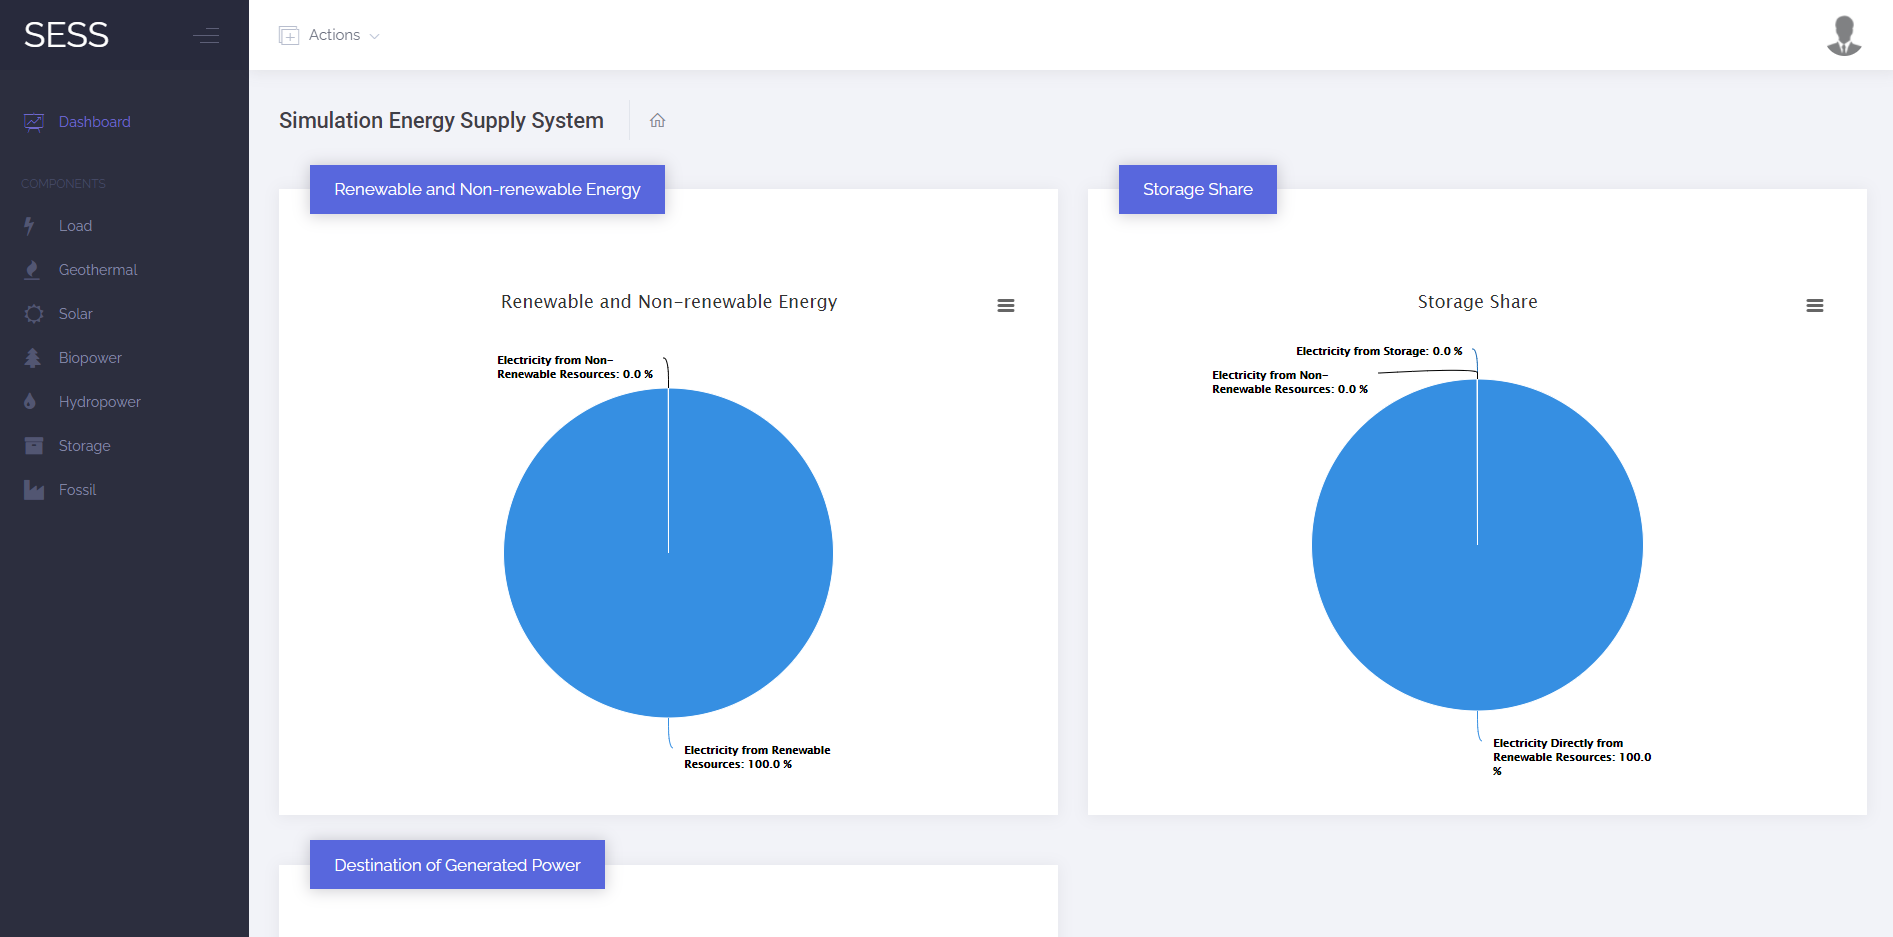 SESS
Actions
Dashboard
COMPONENTS
Load
Geothermal
Solar
Biopower
Hydropower
Storage
Fossil
Simulation Energy Supply System
Renewable and Non-renewable Energy
Renewable and Non-renewable Energy
Electricity from Non-
Renewable Resources: 0.0 %
Electricity from Renewable
Resources: 100.0 %
Storage Share
Storage Share
Electricity from Storage: 0.0 %
Electricity from Non-
Renewable Resources: 0.0 %
Electricity Directly from
Renewable Resources: 100.0
%
Destination of Generated Power